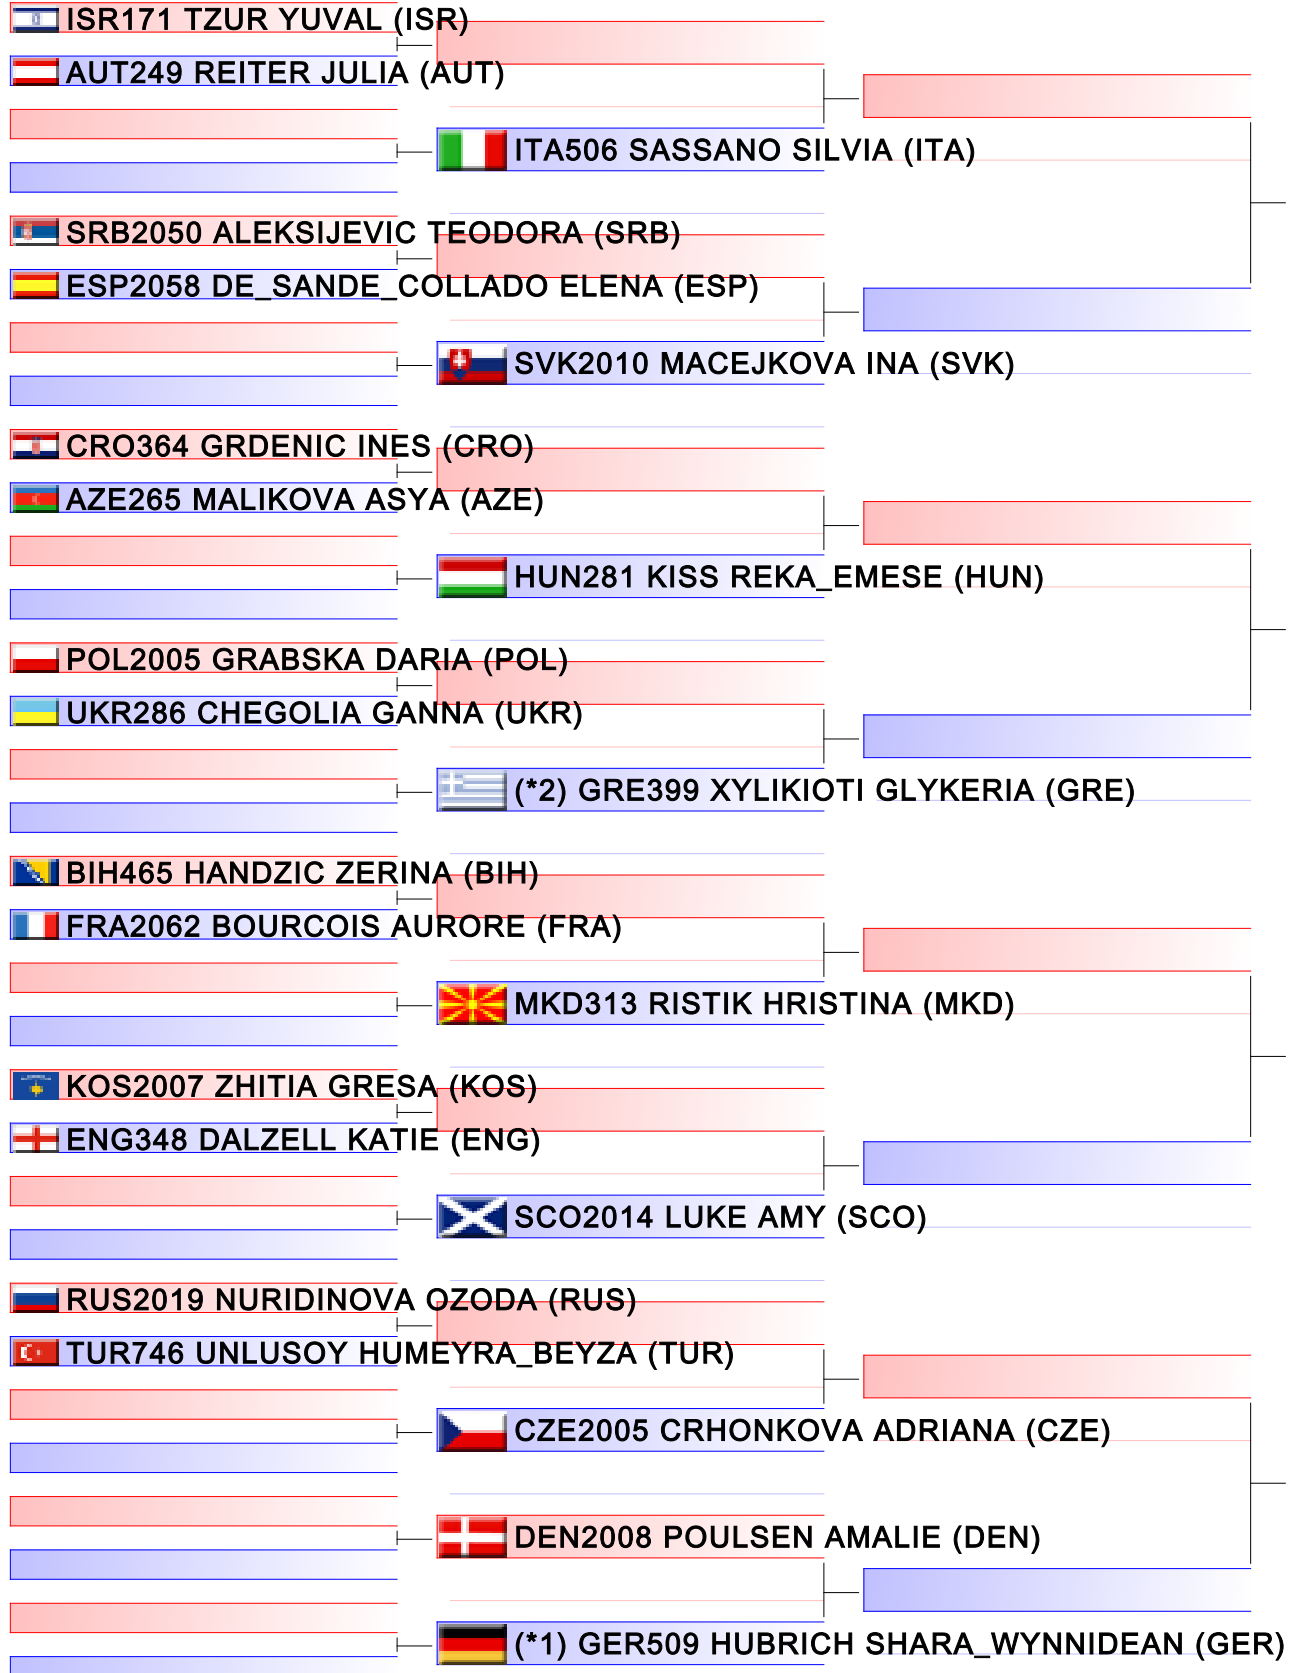 ISR171 TZUR YUVAL (ISR)
AUT249 REITER JULIA (AUT)
ITA506 SASSANO SILVIA (ITA)
SRB2050 ALEKSIJEVIC TEODORA (SRB)
ESP2058 DE_SANDE_COLLADO ELENA (ESP)
SVK2010 MACEJKOVA INA (SVK)
CRO364 GRDENIC INES (CRO)
AZE265 MALIKOVA ASYA (AZE)
HUN281 KISS REKA_EMESE (HUN)
POL2005 GRABSKA DARIA (POL)
UKR286 CHEGOLIA GANNA (UKR)
(*2) GRE399 XYLIKIOTI GLYKERIA (GRE)
BIH465 HANDZIC ZERINA (BIH)
FRA2062 BOURCOIS AURORE (FRA)
MKD313 RISTIK HRISTINA (MKD)
KOS2007 ZHITIA GRESA (KOS)
ENG348 DALZELL KATIE (ENG)
SCO2014 LUKE AMY (SCO)
RUS2019 NURIDINOVA OZODA (RUS)
TUR746 UNLUSOY HUMEYRA_BEYZA (TUR)
CZE2005 CRHONKOVA ADRIANA (CZE)
DEN2008 POULSEN AMALIE (DEN)
(*1) GER509 HUBRICH SHARA_WYNNIDEAN (GER)